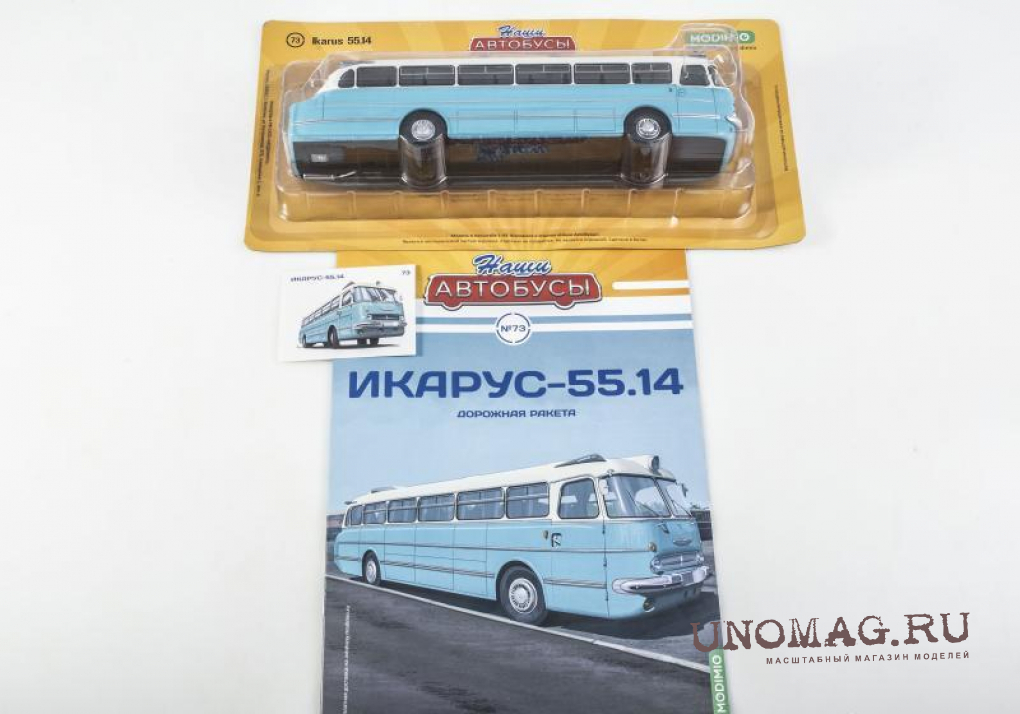 73 Ikarus 55.14
Наши
АВТОБУСЫ
MODIMIO
ИКАРУС-55.14 73
Наши
АВТОБУСЫ
№73
ИКАРУС-55.14
ДОРОЖНАЯ РАКЕТА
MODIMIO
UNOMAG.RU
МАСШТАБНЫЙ МАГАЗИН МОДЕЛЕЙ